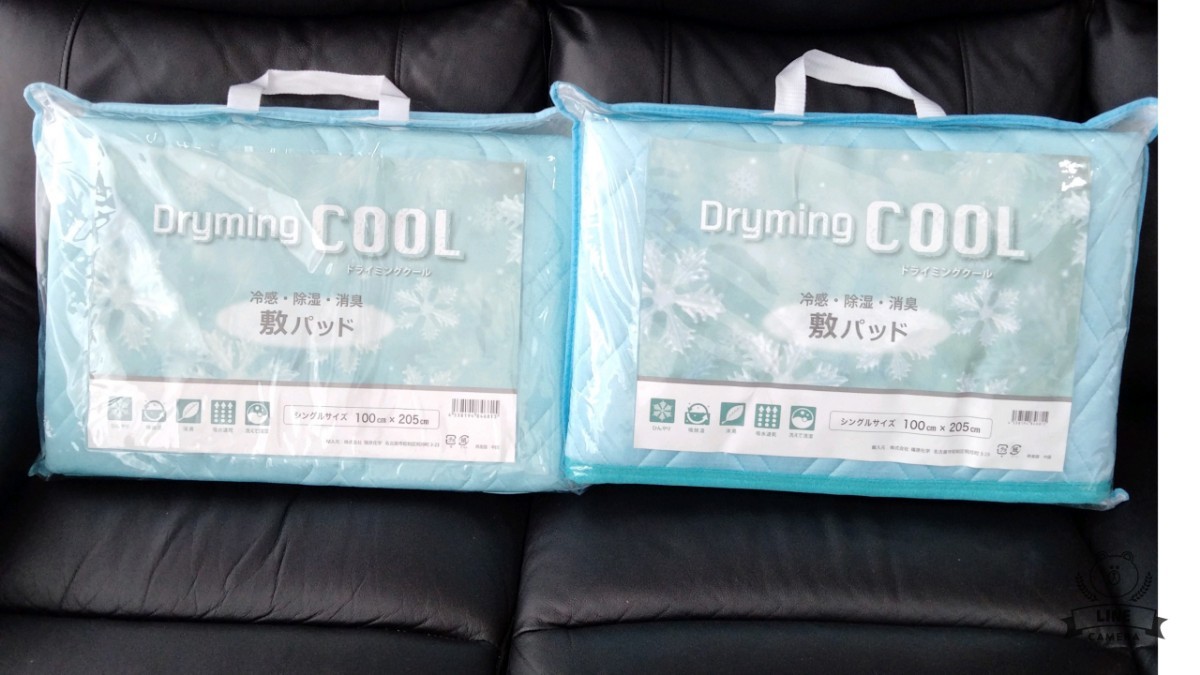 Dryming COOL
ドライミングクール
冷感・除湿・消臭
敷パッド
シングルサイズ 100cm×205cm
Dryming COOL
ドライミングクール
冷感・除湿・消臭
敷パッド
シングルサイズ 100cm×205cm
LINE
CAMERA